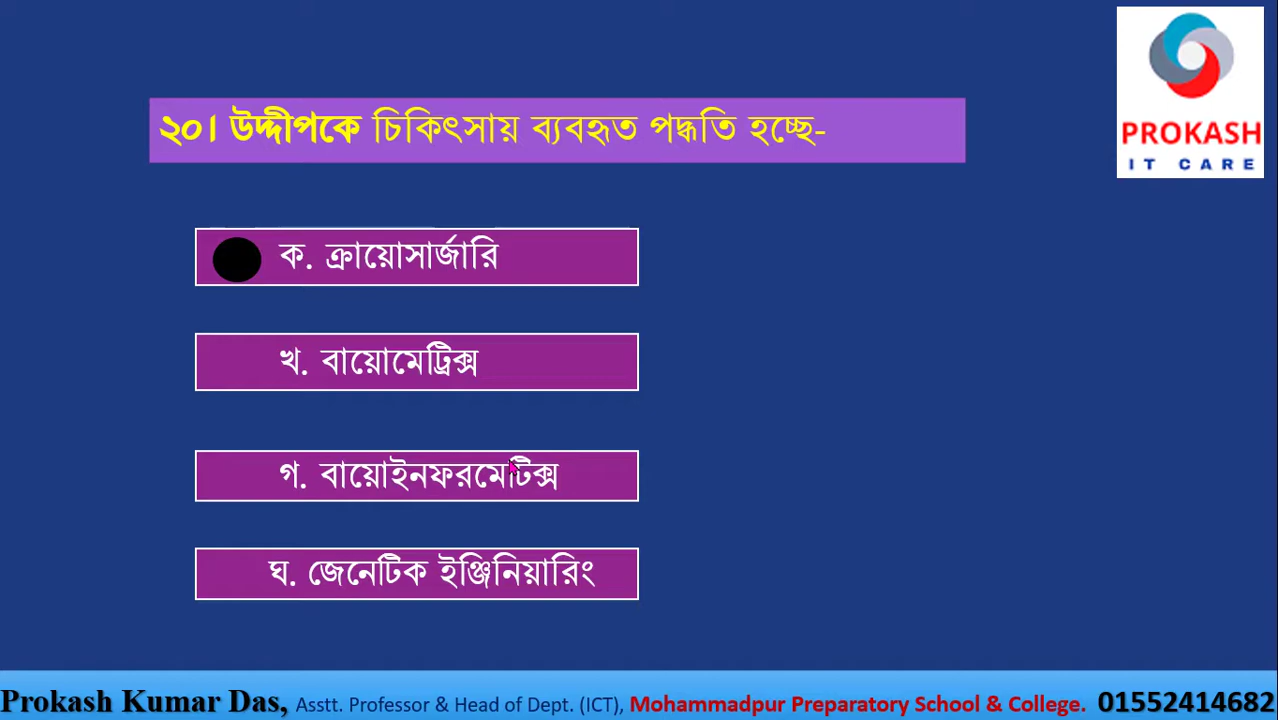 ২০। উদ্দীপকে চিকিৎসায় ব্যবহৃত পদ্ধতি হচ্ছে-
ক. ক্রায়োসার্জারি
খ. বায়োমেট্রিক্স
গ. বায়োইনফরমেটিক্স
ঘ. জেনেটিক ইঞ্জিনিয়ারিং
PROKASH
IT CARE
Prokash Kumar Das, Asstt. Professor & Head of Dept. (ICT), Mohammadpur Preparatory School & College. 01552414682